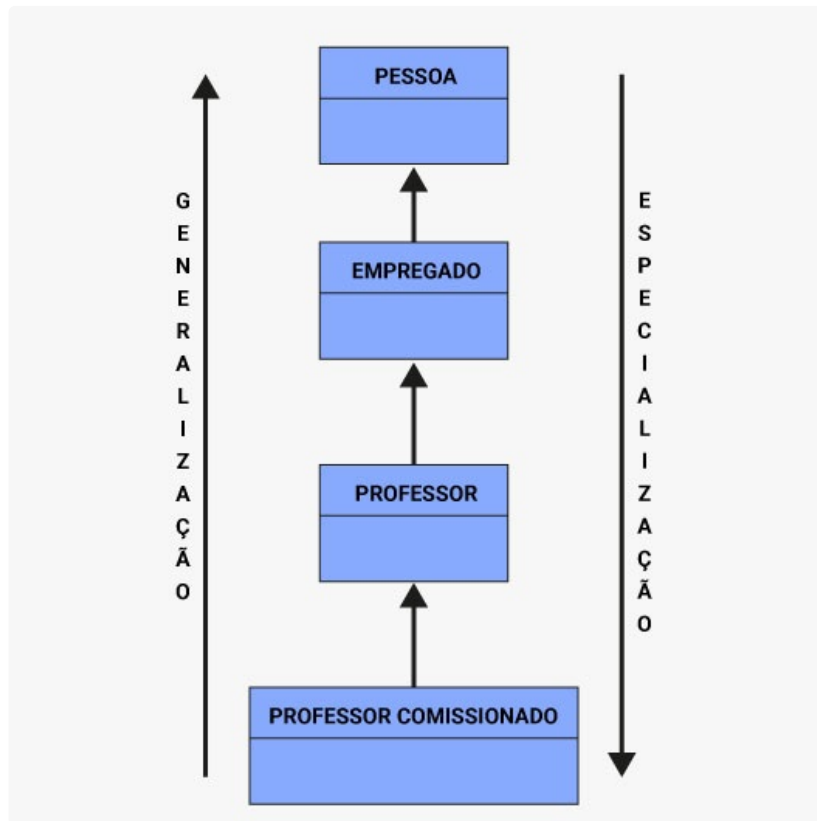 PESSOA
GENERALIZAÇÃO
ESPECIALIZAÇÃO
EMPREGADO
PROFESSOR
PROFESSOR COMISSIONADO